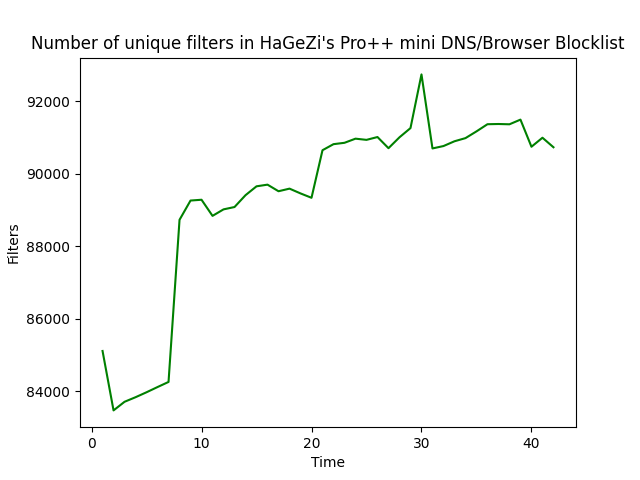 Number of unique filters in HaGeZi's Pro++ mini DNS/Browser Blocklist
92000
90000
88000
86000
84000
Filters
0 10 20 30 40
Time